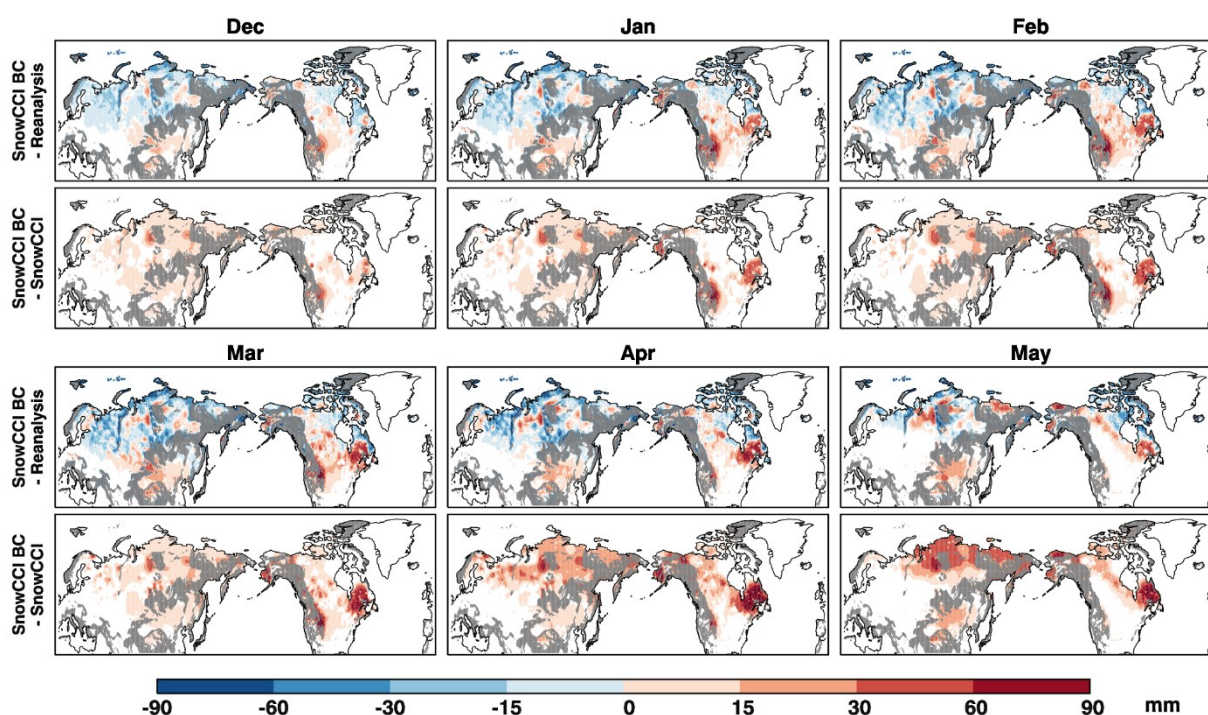 Dec Jan Feb
SnowCCI BC
- Reanalysis
SnowCCI BC
- SnowCCI
Mar Apr May
SnowCCI BC
- Reanalysis
SnowCCI BC
- SnowCCI
-90 -60 -30 -15 0 15 30 60 90 mm